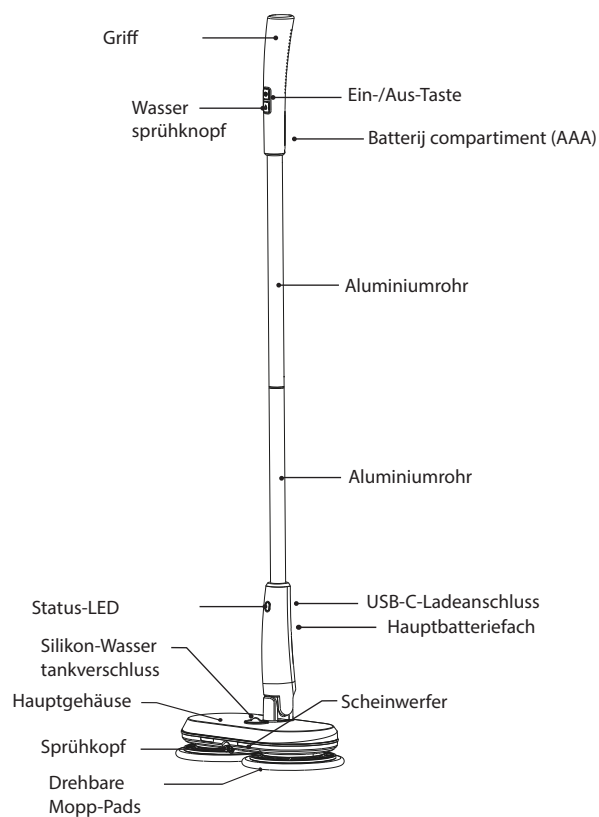 Griff
Ein-/Aus-Taste
Wasser
sprühknopf
Batterij compartiment (AAA)
Aluminiumrohr
Aluminiumrohr
Status-LED
USB-C-Ladeanschluss
Hauptbatteriefach
Silikon-Wasser
tankverschluss
Hauptgehäuse
Scheinwerfer
Sprühkopf
Drehbare
Mopp-Pads